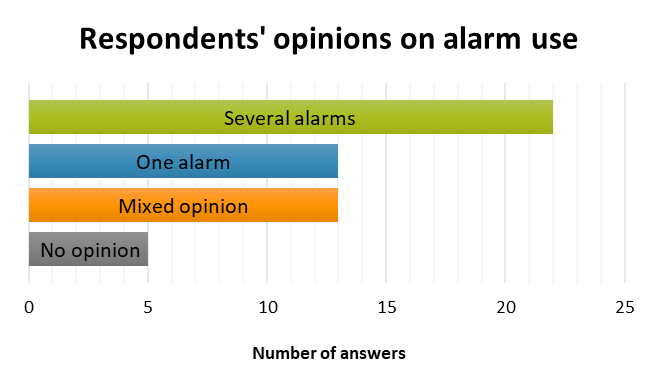 Respondents' opinions on alarm use
Several alarms
One alarm
Mixed opinion
No opinion
0 5 10 15 20 25
Number of answers